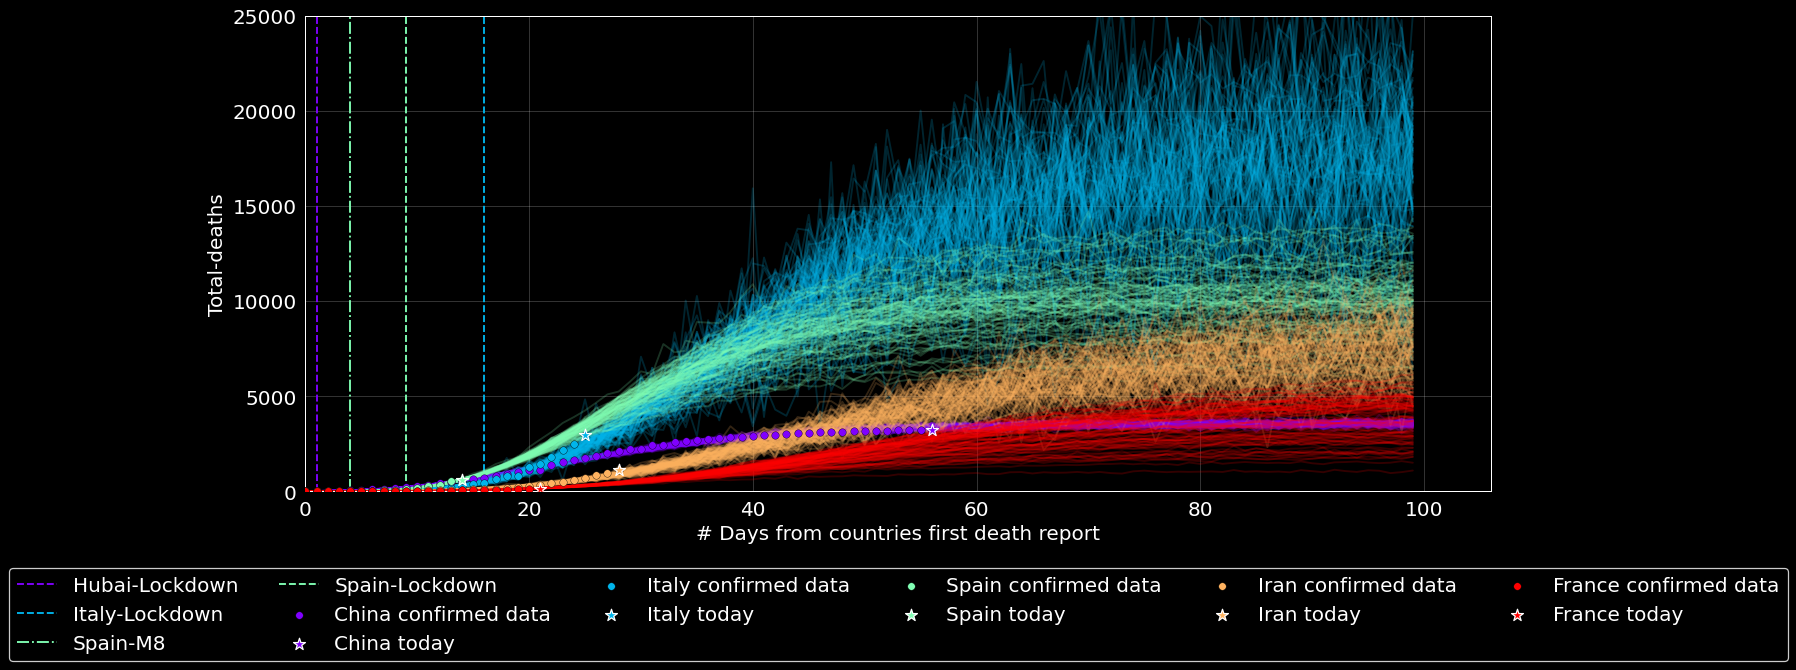 25000
20000
15000
10000
5000
0
Total-deaths
0 20 40 60 80 100
# Days from countries first death report
Hubai-Lockdown Spain-Lockdown Italy confirmed data Spain confirmed data Iran confirmed data France confirmed data
Italy-Lockdown China confirmed data Italy today Spain today Iran today France today
Spain-M8 China today